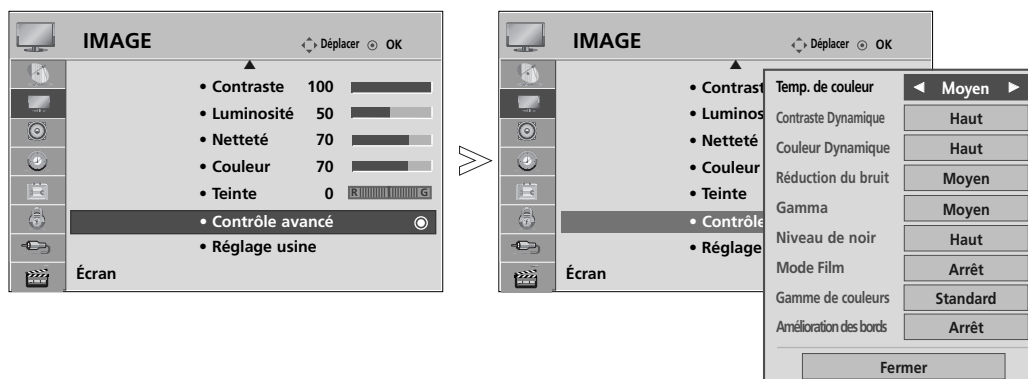 IMAGE
Déplacer OK
• Contraste 100
• Luminosité 50
• Netteté 70
• Couleur 70
• Teinte 0 R G
• Contrôle avancé
• Réglage usine
Écran
IMAGE
Déplacer OK
• Contrast
• Luminos
• Netteté
• Couleur
• Teinte
• Contrôle
• Réglage
Écran
Temp. de couleur Moyen
Contraste Dynamique Haut
Couleur Dynamique Haut
Réduction du bruit Moyen
Gamma Moyen
Niveau de noir Haut
Mode Film Arrêt
Gamme de couleurs Standard
Amélioration des bords Arrêt
Fermer